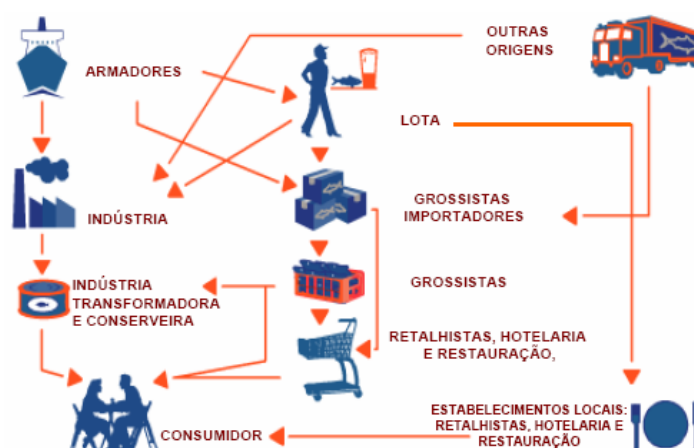 OUTRAS
ORIGENS
ARMADORES
LOTA
INDÚSTRIA
GROSSISTAS
IMPORTADORES
INDÚSTRIA
TRANSFORMADORA
E CONSERVEIRA
GROSSISTAS
RETALHISTAS, HOTELARIA
E RESTAURAÇÃO,
ESTABELECIMENTOS LOCAIS:
RETALHISTAS, HOTELARIA E
RESTAURAÇÃO
CONSUMIDOR